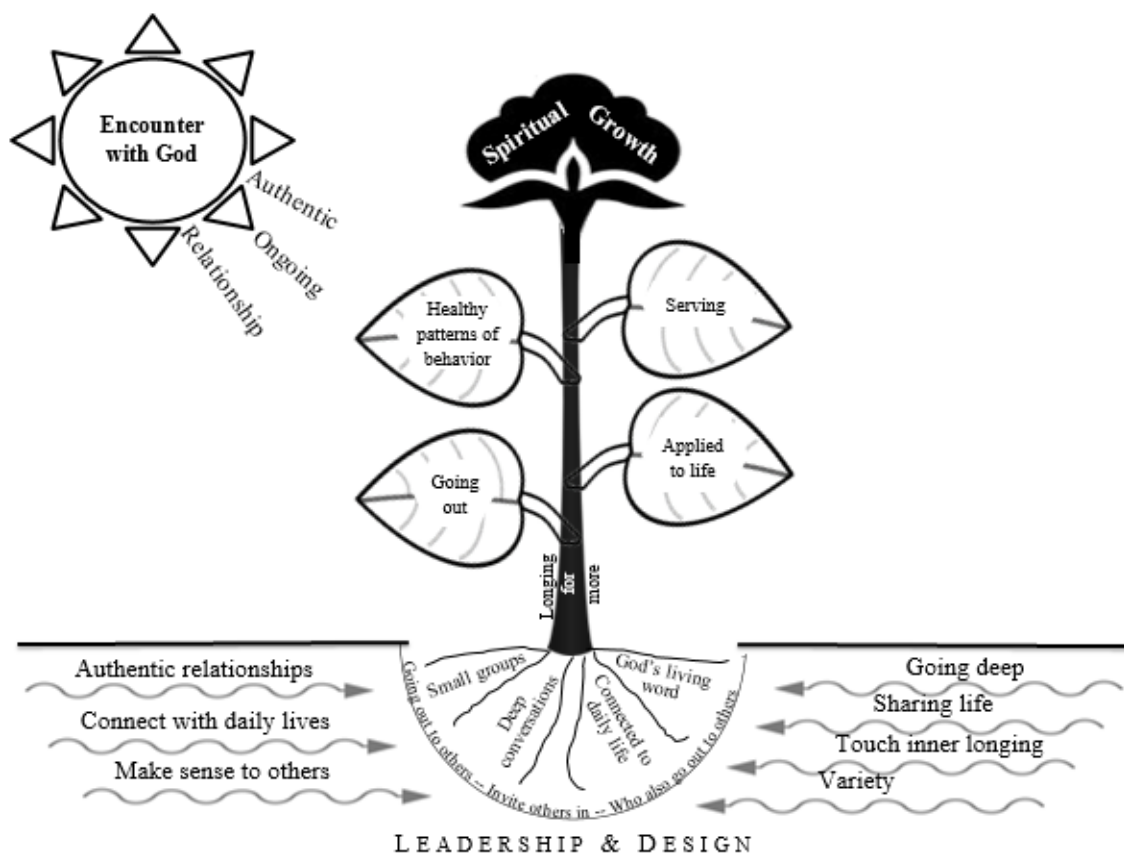 Encounter
with God
Authentic
Ongoing
Relationship
Spiritual Growth
Healthy
patterns of
behavior
Serving
Going
out
Applied
to life
Longing
for
more
Authentic relationships
Connect with daily lives
Make sense to others
Small groups
Deep
conversations
Connected to
daily life
God's living
word
Going out to others -- Invite others in -- Who also go out to others
Going deep
Sharing life
Touch inner longing
Variety
LEADERSHIP & DESIGN